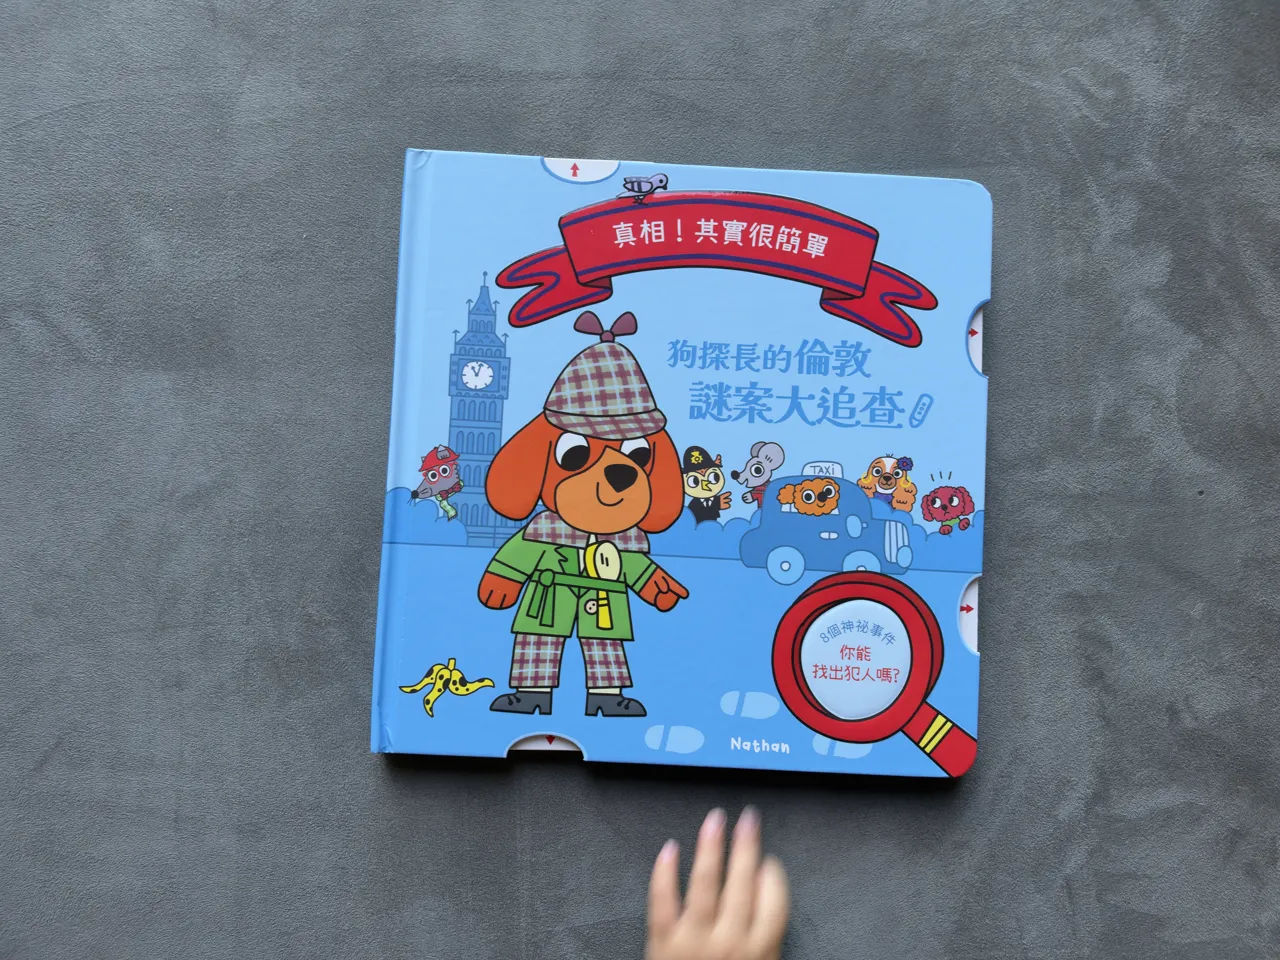 真相！其實很簡單
狗探長的倫敦
謎案大追查
TAXI
8個神祕事件
你能
找出犯人嗎?
Nathan